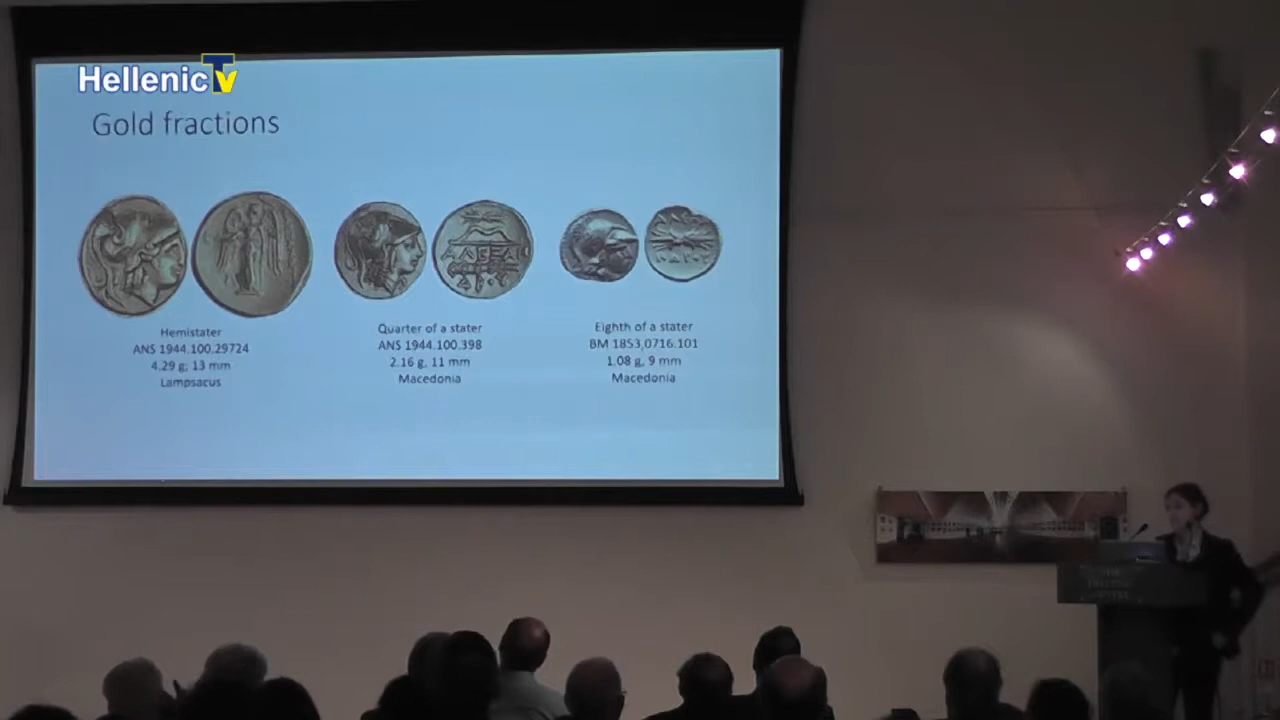 HellenicTv
Gold fractions
Hemistater
ANS 1944.100.29724
4.29 g; 13 mm
Lampsacus
Quarter of a stater
ANS 1944.100.398
2.16 g, 11 mm
Macedonia
Eighth of a stater
BM 1853,0716.101
1.08 g, 9 mm
Macedonia